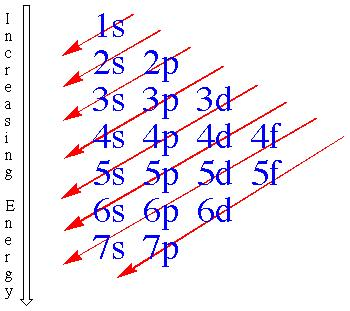 Increasing Energy
1s
2s 2p
3s 3p 3d
4s 4p 4d 4f
5s 5p 5d 5f
6s 6p 6d
7s 7p